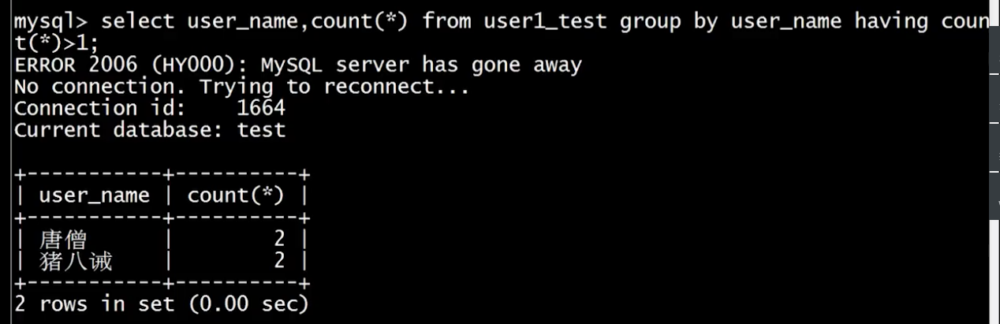 mysql> select user_name,count(*) from user1_test group by user_name having coun
t(*)>1;
ERROR 2006 (HY000): MySQL server has gone away
No connection. Trying to reconnect...
Connection id:    1664
Current database: test

+-----------+----------+
| user_name | count(*) |
+-----------+----------+
| 唐僧      |        2 |
| 猪八诫    |        2 |
+-----------+----------+
2 rows in set (0.00 sec)